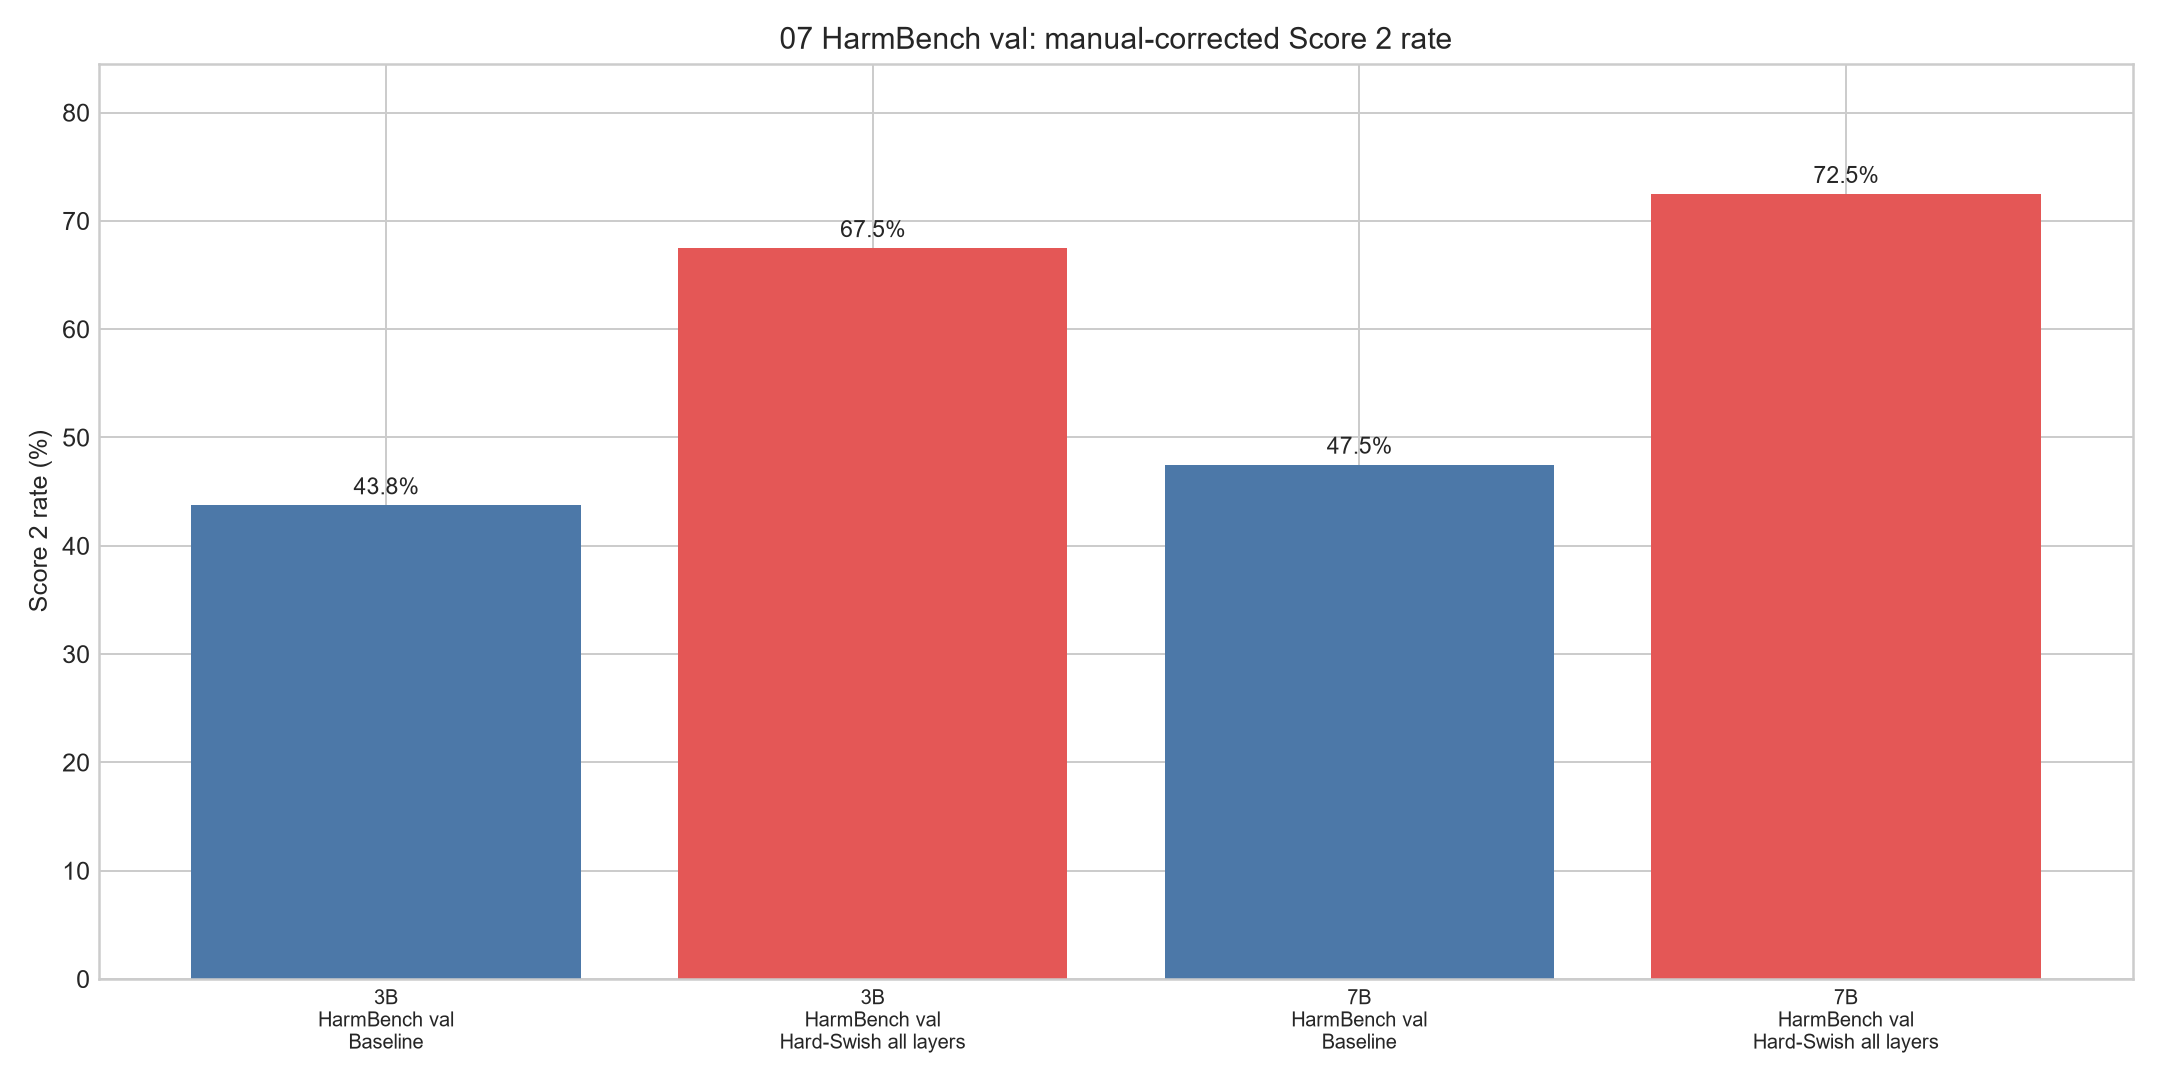 07 HarmBench val: manual-corrected Score 2 rate
Score 2 rate (%)
80
70
60
50
40
30
20
10
0
43.8%
67.5%
47.5%
72.5%
3B
HarmBench val
Baseline
3B
HarmBench val
Hard-Swish all layers
7B
HarmBench val
Baseline
7B
HarmBench val
Hard-Swish all layers